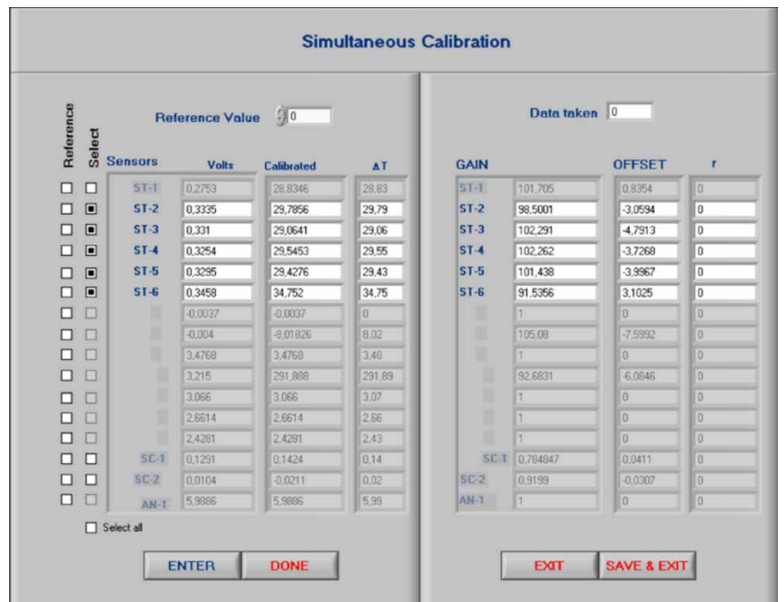 Simultaneous Calibration
Reference
Select
Reference Value 0
Sensors Volts Calibrated ΔT
ST-1 0,2753 28,8346 28,83
ST-2 0,3335 29,7856 29,79
ST-3 0,331 29,0641 29,06
ST-4 0,3254 29,5453 29,55
ST-5 0,3295 29,4276 29,43
ST-6 0,3458 34,752 34,75
-0,0037 -0,0037 0
-0,004 -8,01826 8,02
3,4768 3,4768 3,48
3,215 291,888 291,89
3,066 3,066 3,07
2,6614 2,6614 2,66
2,4281 2,4281 2,43
SC-1 0,1291 0,1424 0,14
SC-2 0,0104 -0,0211 0,02
AN-1 5,9886 5,9886 5,99
Select all
ENTER DONE
Data taken 0
GAIN OFFSET r
ST-1 101,705 0,8354 0
ST-2 98,5001 -3,0594 0
ST-3 102,291 -4,7913 0
ST-4 102,262 -3,7268 0
ST-5 101,438 -3,9967 0
ST-6 91,5356 3,1025 0
1 0 0
105,08 -7,5992 0
1 0 0
92,6831 -6,0846 0
1 0 0
1 0 0
1 0 0
SC-1 0,784847 0,0411 0
SC-2 0,9199 -0,0307 0
AN-1 1 0 0
EXIT SAVE & EXIT